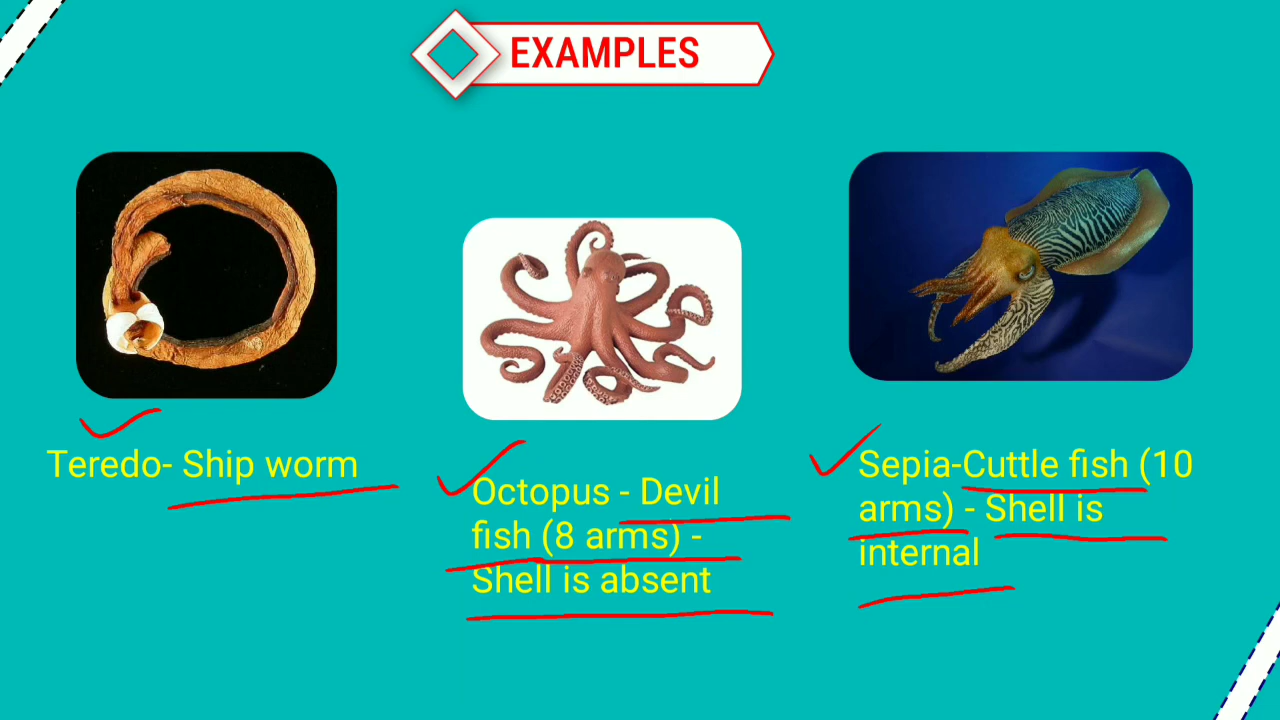 EXAMPLES
Teredo- Ship worm
Octopus - Devil
fish (8 arms) -
Shell is absent
Sepia-Cuttle fish (10
arms) - Shell is
internal